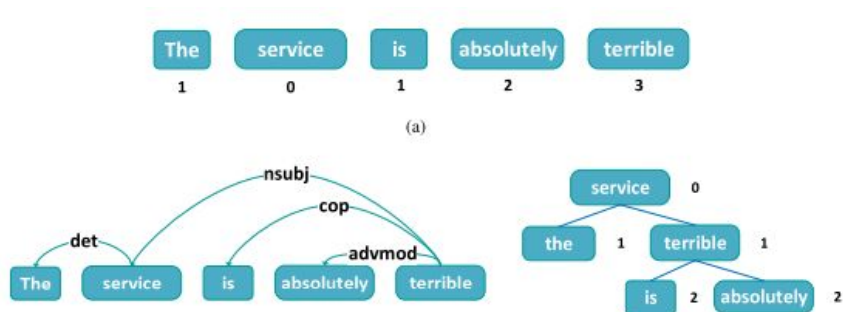 The service is absolutely terrible
1 0 1 2 3
(a)
nsubj
cop
det advmod
The service is absolutely terrible
service 0
the 1 terrible 1
is 2 absolutely 2